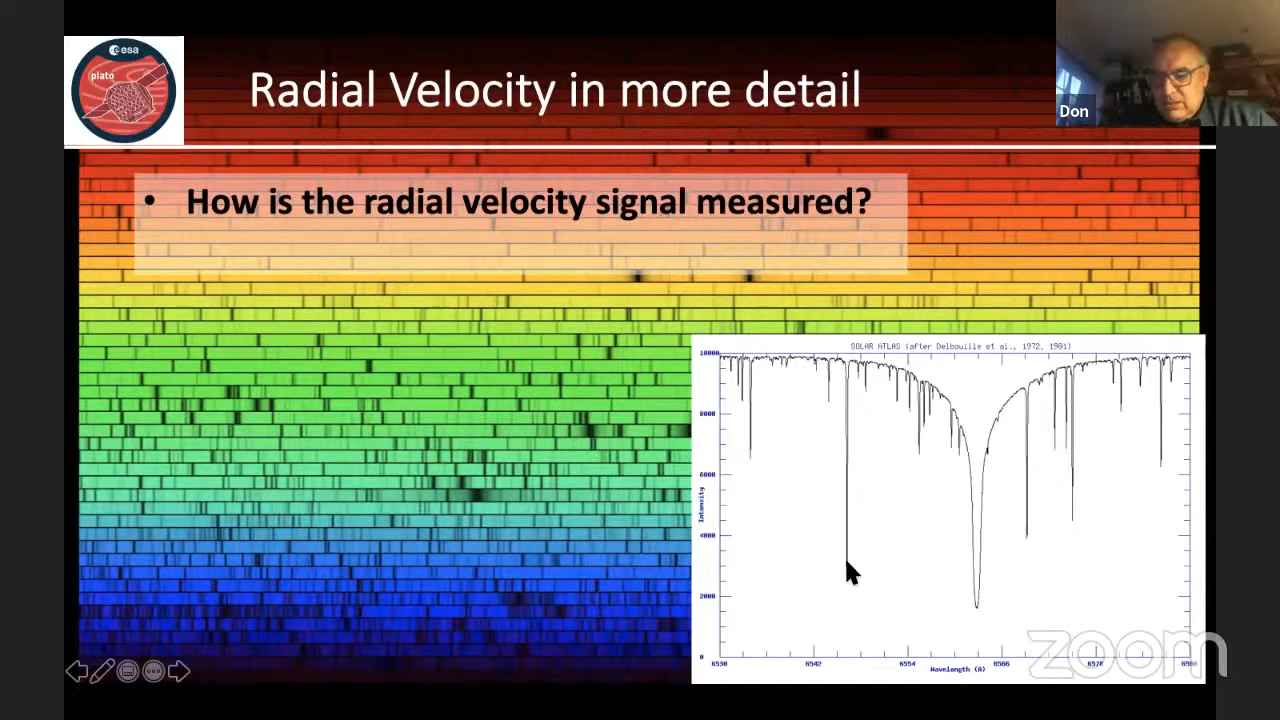 esa
plato
Radial Velocity in more detail
Don
• How is the radial velocity signal measured?
SOLAR ATLAS (after Delbouille et al., 1972, 1981)
10000
8000
6000
4000
2000
0
Intensity
6530
6542
6554
6566
6578
6590
Wavelength (A)
zoom